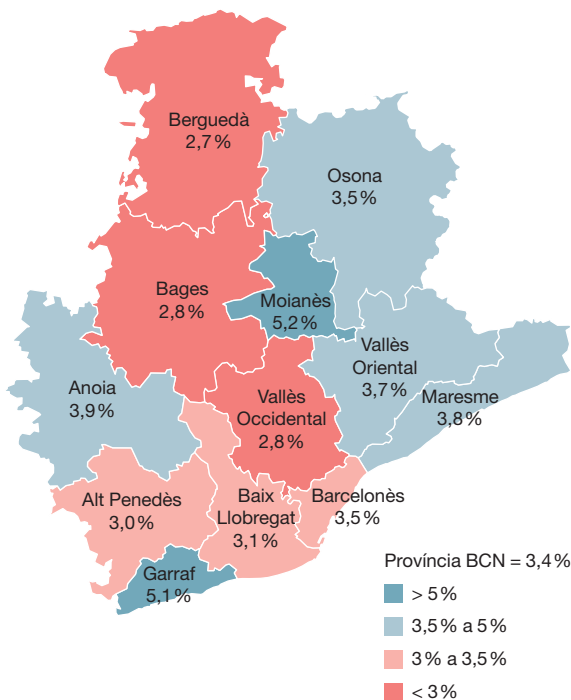 Berguedà
2,7 %
Osona
3,5 %
Bages
2,8 %
Moianès
5,2 %
Vallès
Oriental
3,7 %
Anoia
3,9 %
Vallès
Occidental
2,8 %
Maresme
3,8 %
Alt Penedès
3,0 %
Baix
Llobregat
3,1 %
Barcelonès
3,5 %
Garraf
5,1 %
Província BCN = 3,4 %
> 5 %
3,5 % a 5 %
3 % a 3,5 %
< 3 %